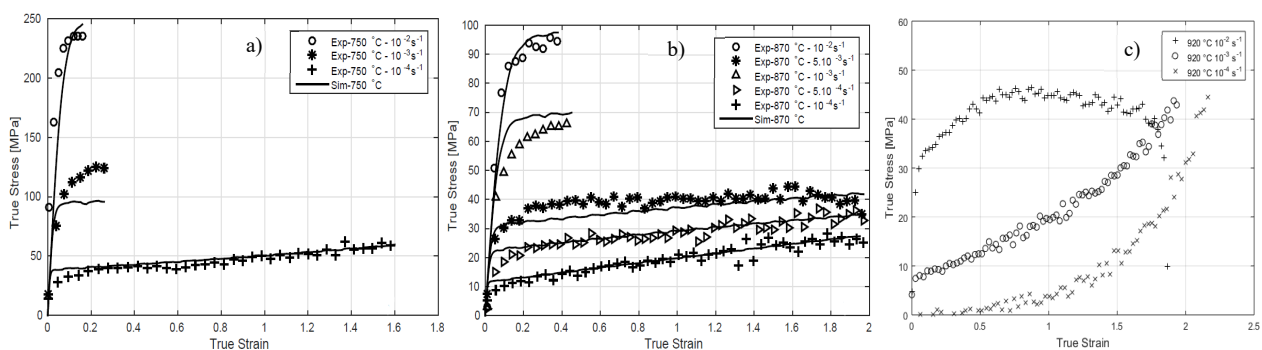 a)
Exp-750 °C - 10⁻²s⁻¹
Exp-750 °C - 10⁻³s⁻¹
Exp-750 °C - 10⁻⁴s⁻¹
Sim-750 °C
True Stress [MPa]
250
200
150
100
50
0
0 0.2 0.4 0.6 0.8 1 1.2 1.4 1.6 1.8
True Strain
b)
Exp-870 °C - 10⁻²s⁻¹
Exp-870 °C - 5.10 ⁻³s⁻¹
Exp-870 °C - 10⁻³s⁻¹
Exp-870 °C - 5.10 ⁻⁴s⁻¹
Exp-870 °C - 10⁻⁴s⁻¹
Sim-870 °C
True Stress [MPa]
100
90
80
70
60
50
40
30
20
10
0
0 0.2 0.4 0.6 0.8 1 1.2 1.4 1.6 1.8 2
True Strain
c)
920 °C 10⁻² s⁻¹
920 °C 10⁻³ s⁻¹
920 °C 10⁻⁴ s⁻¹
True Stress [MPa]
60
50
40
30
20
10
0
0 0.5 1 1.5 2 2.5
True Strain